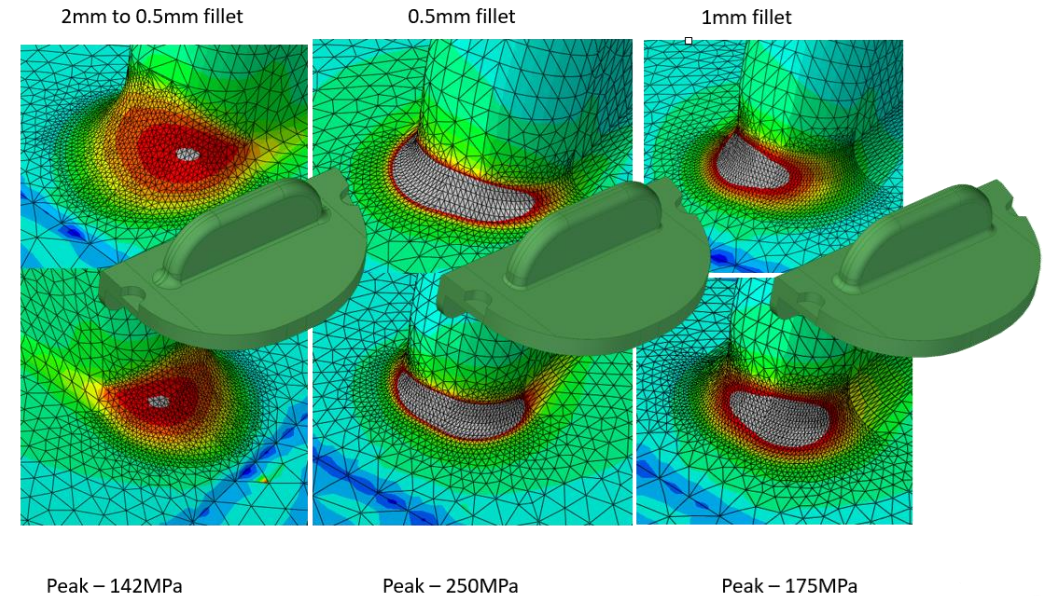 2mm to 0.5mm fillet
0.5mm fillet
1mm fillet
Peak – 142MPa
Peak – 250MPa
Peak – 175MPa